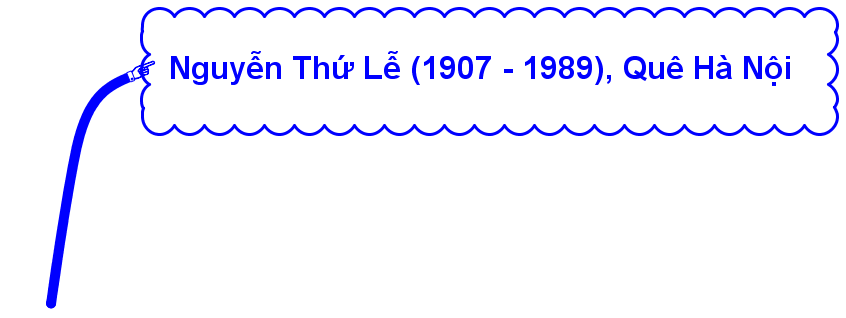 Nguyễn Thứ Lễ (1907 - 1989), Quê Hà Nội